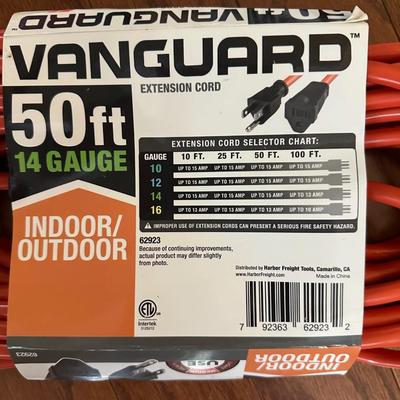 50ft VANGUARD
VANGUARD™
EXTENSION CORD
50ft
14 GAUGE
INDOOR/
OUTDOOR
EXTENSION CORD SELECTOR CHART:
GAUGE 10 FT. 25 FT. 50 FT. 100 FT.
10 UP TO 15 AMP UP TO 15 AMP UP TO 15 AMP UP TO 15 AMP
12 UP TO 15 AMP UP TO 15 AMP UP TO 15 AMP UP TO 15 AMP
14 UP TO 15 AMP UP TO 15 AMP UP TO 15 AMP UP TO 13 AMP
16 UP TO 13 AMP UP TO 13 AMP UP TO 13 AMP UP TO 10 AMP
IMPROPER USE OF EXTENSION CORDS CAN PRESENT A SERIOUS FIRE SAFETY HAZARD.
62923
Because of continuing improvements,
actual product may differ slightly
from photo.
Distributed by Harbor Freight Tools, Camarillo, CA
HarborFreight.com Made in China
ETL
Intertek
7 92363 62923 2
62923
USE
INDOOR/
OUTDOOR